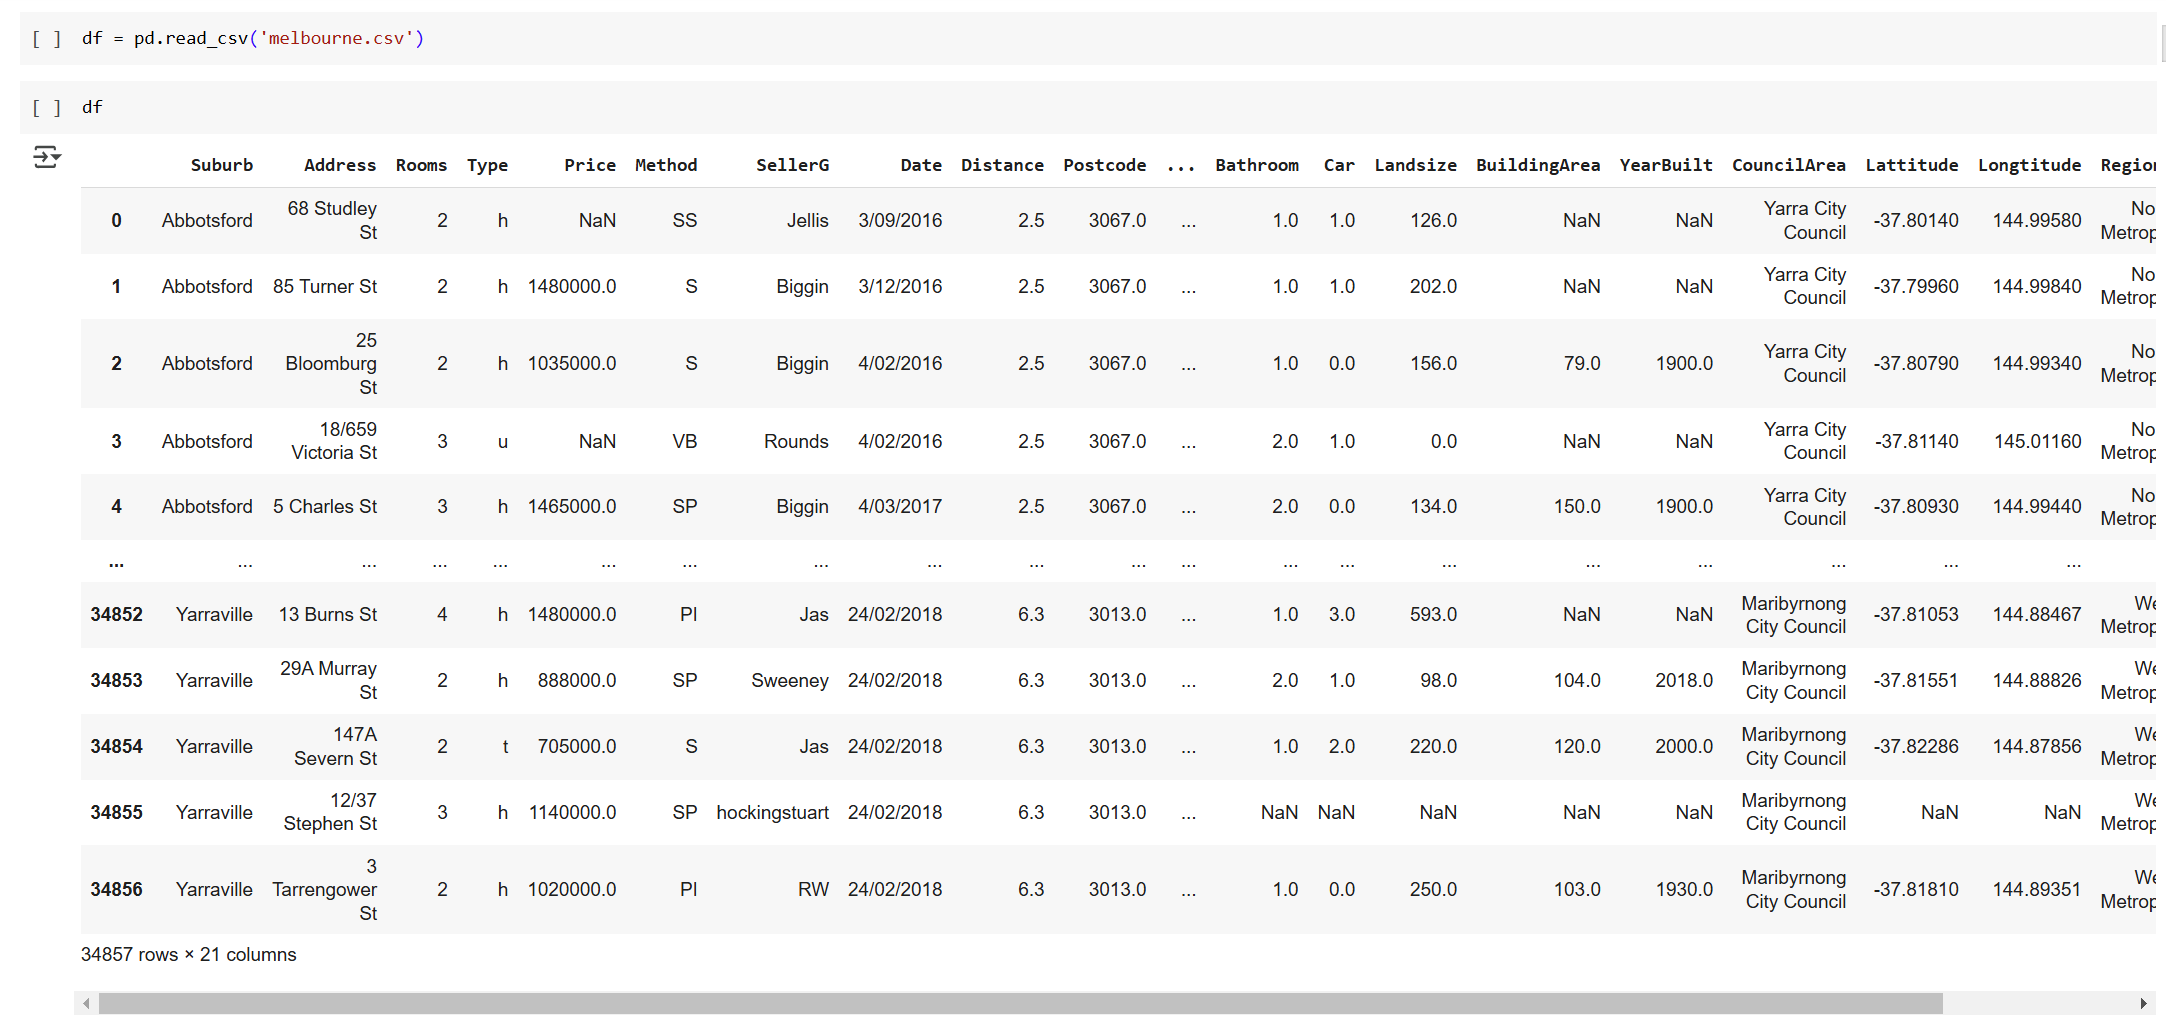 [ ] df = pd.read_csv('melbourne.csv')
[ ] df
Suburb Address Rooms Type Price Method SellerG Date Distance Postcode ... Bathroom Car Landsize BuildingArea YearBuilt CouncilArea Lattitude Longtitude Region
0 Abbotsford 68 Studley St 2 h NaN SS Jellis 3/09/2016 2.5 3067.0 ... 1.0 1.0 126.0 NaN NaN Yarra City Council -37.80140 144.99580 No Metrop
1 Abbotsford 85 Turner St 2 h 1480000.0 S Biggin 3/12/2016 2.5 3067.0 ... 1.0 1.0 202.0 NaN NaN Yarra City Council -37.79960 144.99840 No Metrop
2 Abbotsford 25 Bloomburg St 2 h 1035000.0 S Biggin 4/02/2016 2.5 3067.0 ... 1.0 0.0 156.0 79.0 1900.0 Yarra City Council -37.80790 144.99340 No Metrop
3 Abbotsford 18/659 Victoria St 3 u NaN VB Rounds 4/02/2016 2.5 3067.0 ... 2.0 1.0 0.0 NaN NaN Yarra City Council -37.81140 145.01160 No Metrop
4 Abbotsford 5 Charles St 3 h 1465000.0 SP Biggin 4/03/2017 2.5 3067.0 ... 2.0 0.0 134.0 150.0 1900.0 Yarra City Council -37.80930 144.99440 No Metrop
... ... ... ... ... ... ... ... ... ... ... ... ... ... ... ... ... ... ... ...
34852 Yarraville 13 Burns St 4 h 1480000.0 PI Jas 24/02/2018 6.3 3013.0 ... 1.0 3.0 593.0 NaN NaN Maribyrnong City Council -37.81053 144.88467 We Metrop
34853 Yarraville 29A Murray St 2 h 888000.0 SP Sweeney 24/02/2018 6.3 3013.0 ... 2.0 1.0 98.0 104.0 2018.0 Maribyrnong City Council -37.81551 144.88826 We Metrop
34854 Yarraville 147A Severn St 2 t 705000.0 S Jas 24/02/2018 6.3 3013.0 ... 1.0 2.0 220.0 120.0 2000.0 Maribyrnong City Council -37.82286 144.87856 We Metrop
34855 Yarraville 12/37 Stephen St 3 h 1140000.0 SP hockingstuart 24/02/2018 6.3 3013.0 ... NaN NaN NaN NaN NaN Maribyrnong City Council NaN NaN We Metrop
34856 Yarraville 3 Tarrengower St 2 h 1020000.0 PI RW 24/02/2018 6.3 3013.0 ... 1.0 0.0 250.0 103.0 1930.0 Maribyrnong City Council -37.81810 144.89351 We Metrop
34857 rows × 21 columns